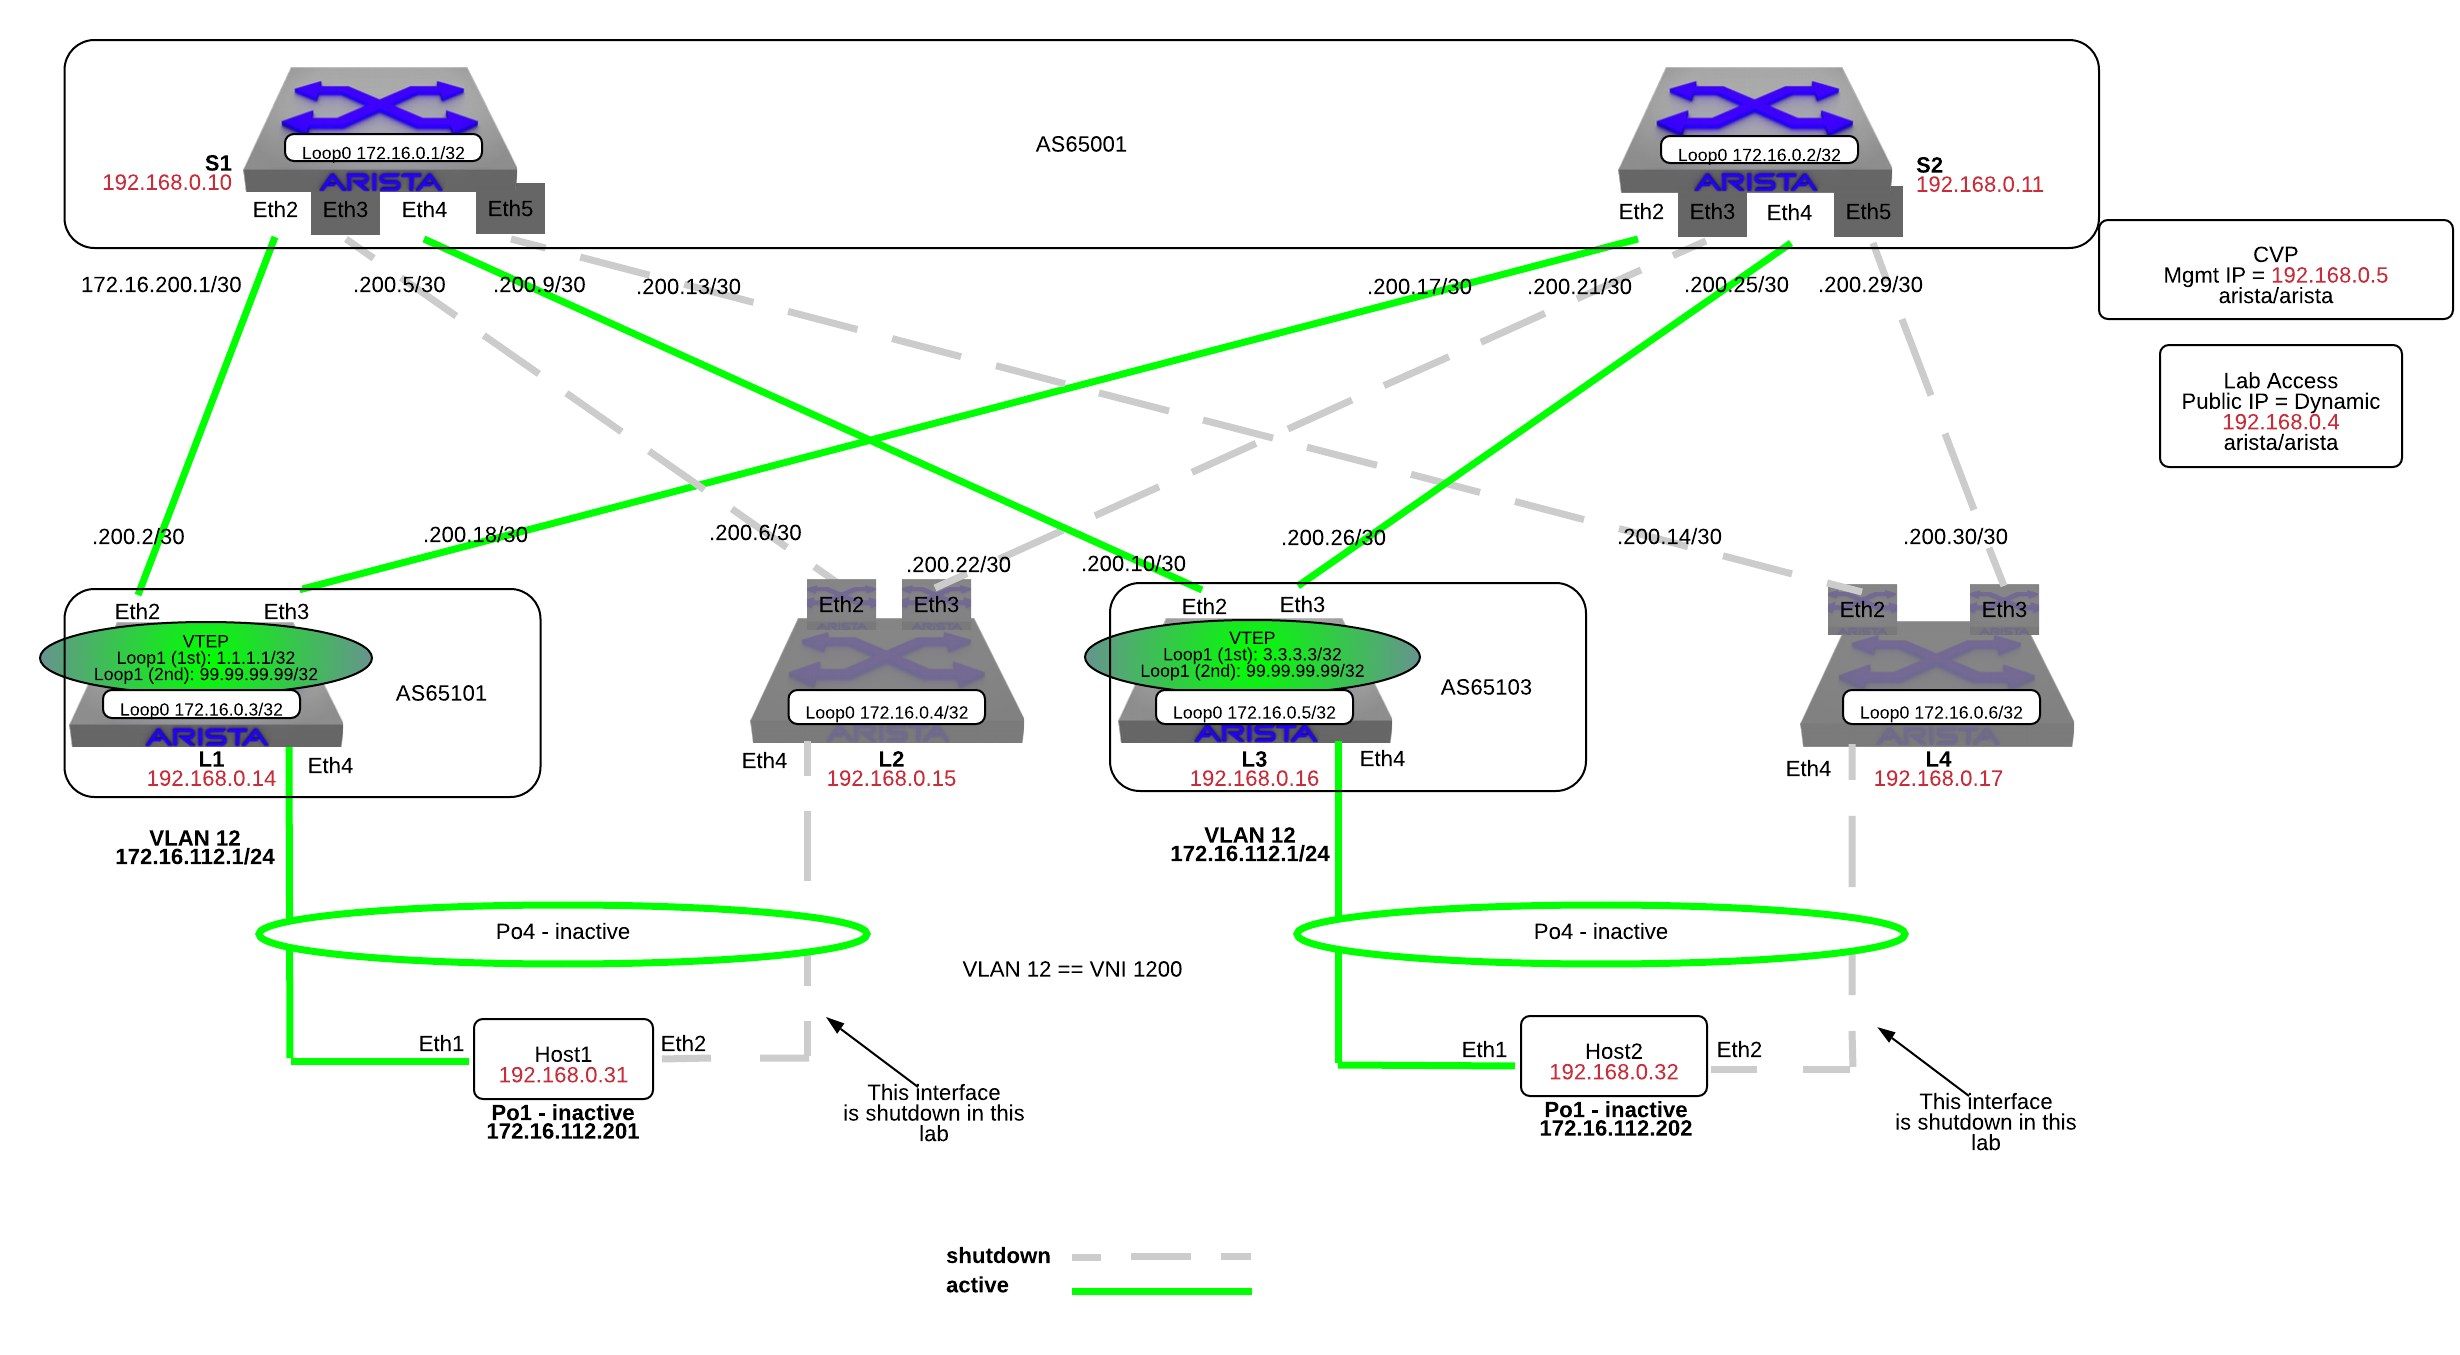 Loop0 172.16.0.1/32
ARISTA
S1
192.168.0.10
Eth2
Eth3
Eth4
Eth5
AS65001
Loop0 172.16.0.2/32
ARISTA
S2
192.168.0.11
Eth2
Eth3
Eth4
Eth5
CVP
Mgmt IP = 192.168.0.5
arista/arista
172.16.200.1/30
.200.5/30
.200.9/30
.200.13/30
.200.17/30
.200.21/30
.200.25/30
.200.29/30
Lab Access
Public IP = Dynamic
192.168.0.4
arista/arista
.200.2/30
.200.18/30
.200.6/30
.200.22/30
.200.10/30
.200.26/30
.200.14/30
.200.30/30
Eth2
Eth3
VTEP
Loop1 (1st): 1.1.1.1/32
Loop1 (2nd): 99.99.99.99/32
Loop0 172.16.0.3/32
ARISTA
AS65101
L1
192.168.0.14
Eth4
Eth2
Eth3
ARISTA
ARISTA
Loop0 172.16.0.4/32
ARISTA
Eth4
L2
192.168.0.15
Eth2
Eth3
VTEP
Loop1 (1st): 3.3.3.3/32
Loop1 (2nd): 99.99.99.99/32
Loop0 172.16.0.5/32
ARISTA
AS65103
L3
192.168.0.16
Eth4
Eth2
Eth3
ARISTA
ARISTA
Loop0 172.16.0.6/32
ARISTA
Eth4
L4
192.168.0.17
VLAN 12
172.16.112.1/24
VLAN 12
172.16.112.1/24
Po4 - inactive
Po4 - inactive
VLAN 12 == VNI 1200
Eth1
Host1
192.168.0.31
Eth2
Po1 - inactive
172.16.112.201
This interface
is shutdown in this
lab
Eth1
Host2
192.168.0.32
Eth2
Po1 - inactive
172.16.112.202
This interface
is shutdown in this
lab
shutdown
active